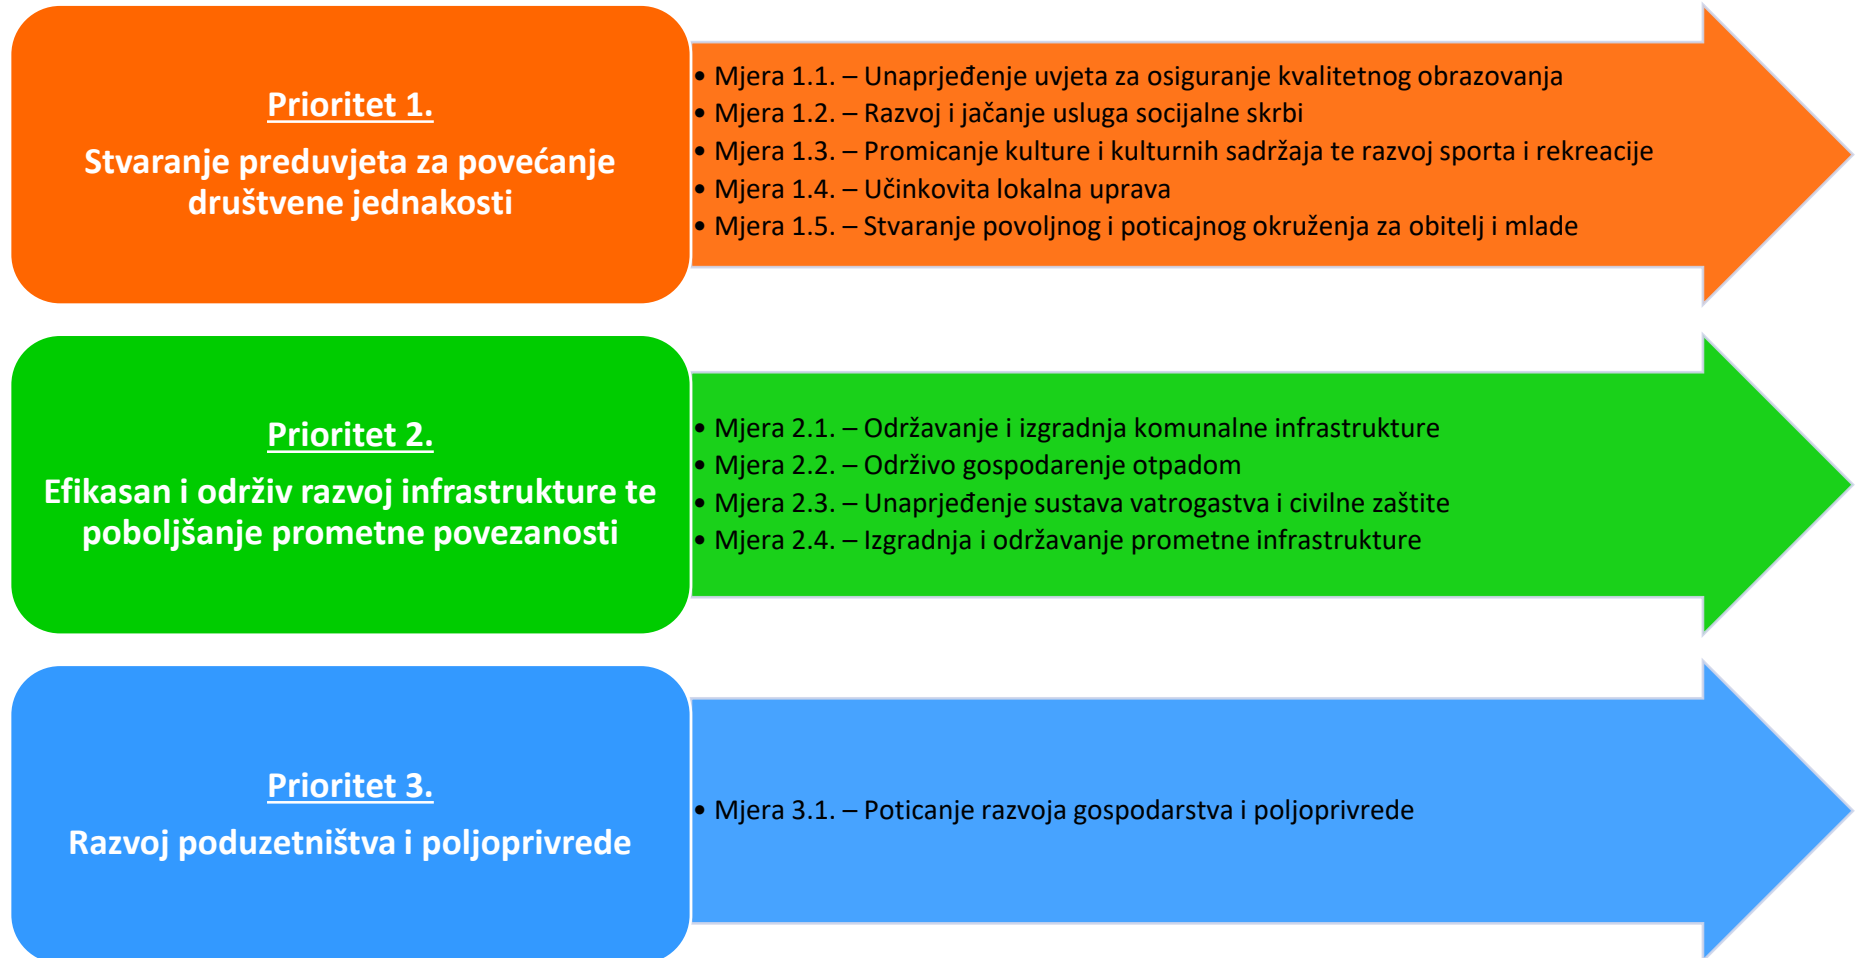 Prioritet 1.
Stvaranje preduvjeta za povećanje
društvene jednakosti
• Mjera 1.1. – Unaprjeđenje uvjeta za osiguranje kvalitetnog obrazovanja
• Mjera 1.2. – Razvoj i jačanje usluga socijalne skrbi
• Mjera 1.3. – Promicanje kulture i kulturnih sadržaja te razvoj sporta i rekreacije
• Mjera 1.4. – Učinkovita lokalna uprava
• Mjera 1.5. – Stvaranje povoljnog i poticajnog okruženja za obitelj i mlade
Prioritet 2.
Efikasan i održiv razvoj infrastrukture te
poboljšanje prometne povezanosti
• Mjera 2.1. – Održavanje i izgradnja komunalne infrastrukture
• Mjera 2.2. – Održivo gospodarenje otpadom
• Mjera 2.3. – Unaprjeđenje sustava vatrogastva i civilne zaštite
• Mjera 2.4. – Izgradnja i održavanje prometne infrastrukture
Prioritet 3.
Razvoj poduzetništva i poljoprivrede
• Mjera 3.1. – Poticanje razvoja gospodarstva i poljoprivrede